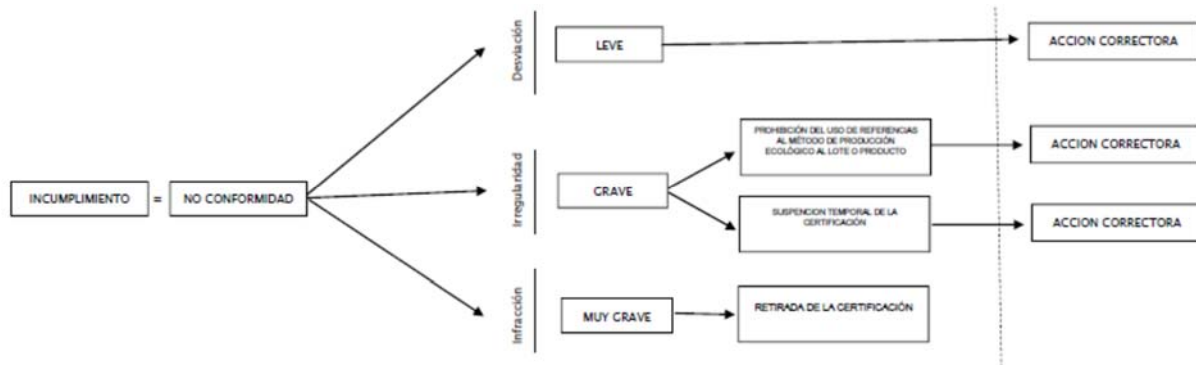 Desviación
LEVE
ACCION CORRECTORA
INCUMPLIMIENTO
=
NO CONFORMIDAD
Irregularidad
GRAVE
PROHIBICIÓN DEL USO DE REFERENCIAS
AL MÉTODO DE PRODUCCIÓN
ECOLÓGICO AL LOTE O PRODUCTO
ACCION CORRECTORA
SUSPENCION TEMPORAL DE LA
CERTIFICACIÓN
ACCION CORRECTORA
Infracción
MUY GRAVE
RETIRADA DE LA CERTIFICACIÓN